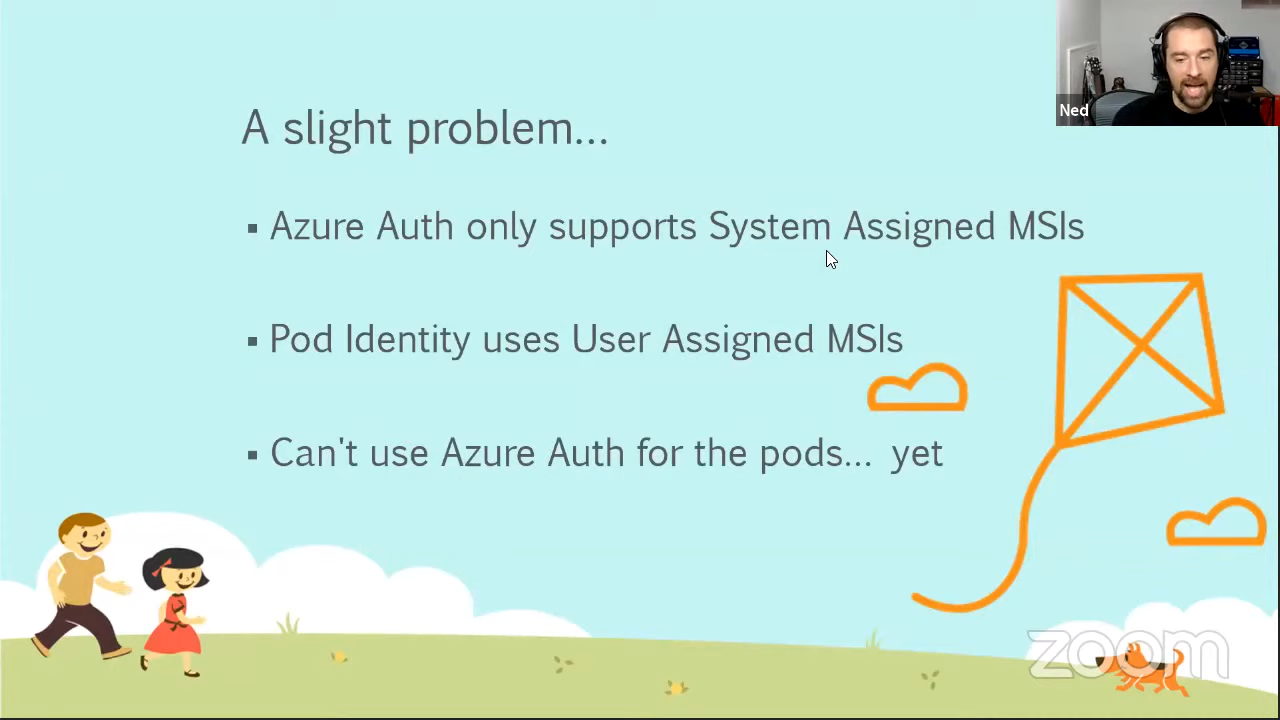 Ned
A slight problem...
▪ Azure Auth only supports System Assigned MSIs
▪ Pod Identity uses User Assigned MSIs
▪ Can't use Azure Auth for the pods... yet
zoom